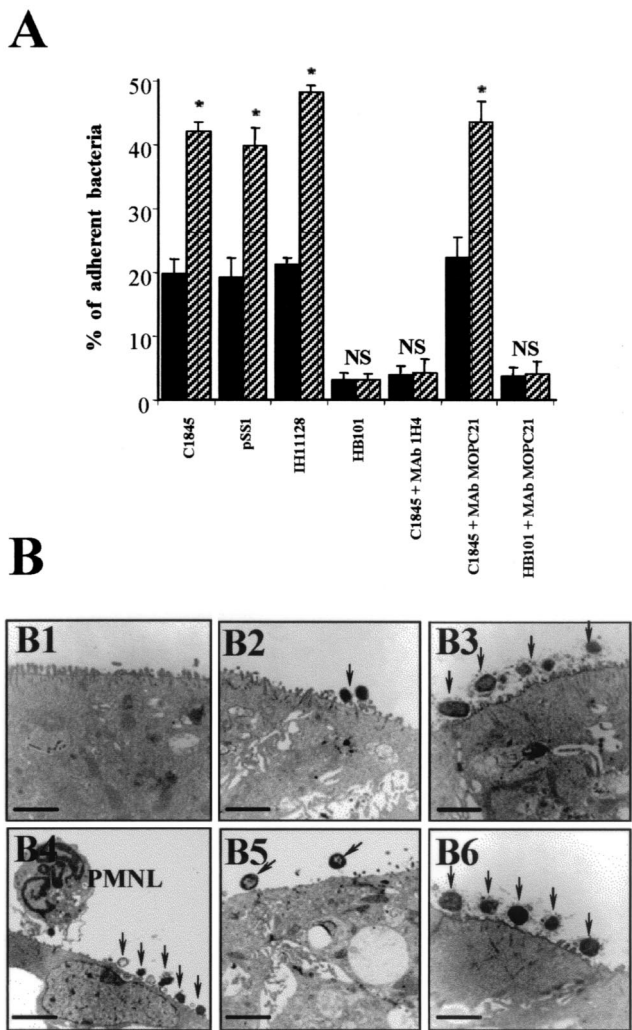 A
% of adherent bacteria
50
40
30
20
10
0
*
*
*
NS
NS
*
NS
C1845
pSS1
IH11128
HB101
C1845 + MAb 1H4
C1845 + MAb MOPC21
HB101 + MAb MOPC21
B
B1
B2
B3
B4
PMNL
B5
B6